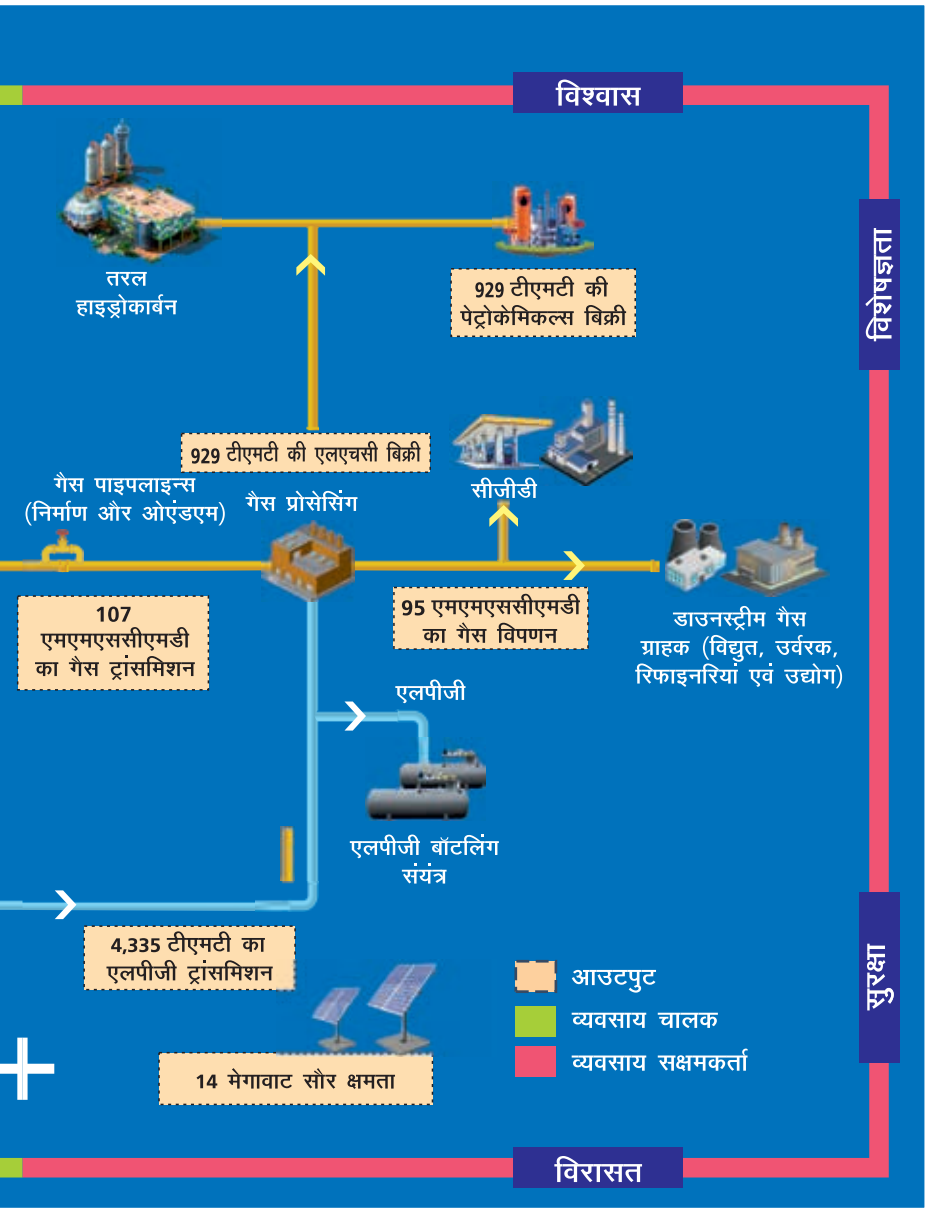 विश्वास
विशेषज्ञता
तरल
हाइड्रोकार्बन
929 टीएमटी की
पेट्रोकेमिकल्स बिक्री
929 टीएमटी की एलएचसी बिक्री
सीजीडी
गैस पाइपलाइन्स
(निर्माण और ओएंडएम)
गैस प्रोसेसिंग
107
एमएमएससीएमडी
का गैस ट्रांसमिशन
95 एमएमएससीएमडी
का गैस विपणन
डाउनस्ट्रीम गैस
ग्राहक (विद्युत, उर्वरक,
रिफाइनरियां एवं उद्योग)
एलपीजी
एलपीजी बॉटलिंग
संयंत्र
4,335 टीएमटी का
एलपीजी ट्रांसमिशन
14 मेगावाट सौर क्षमता
आउटपुट
व्यवसाय चालक
व्यवसाय सक्षमकर्ता
सुरक्षा
विरासत